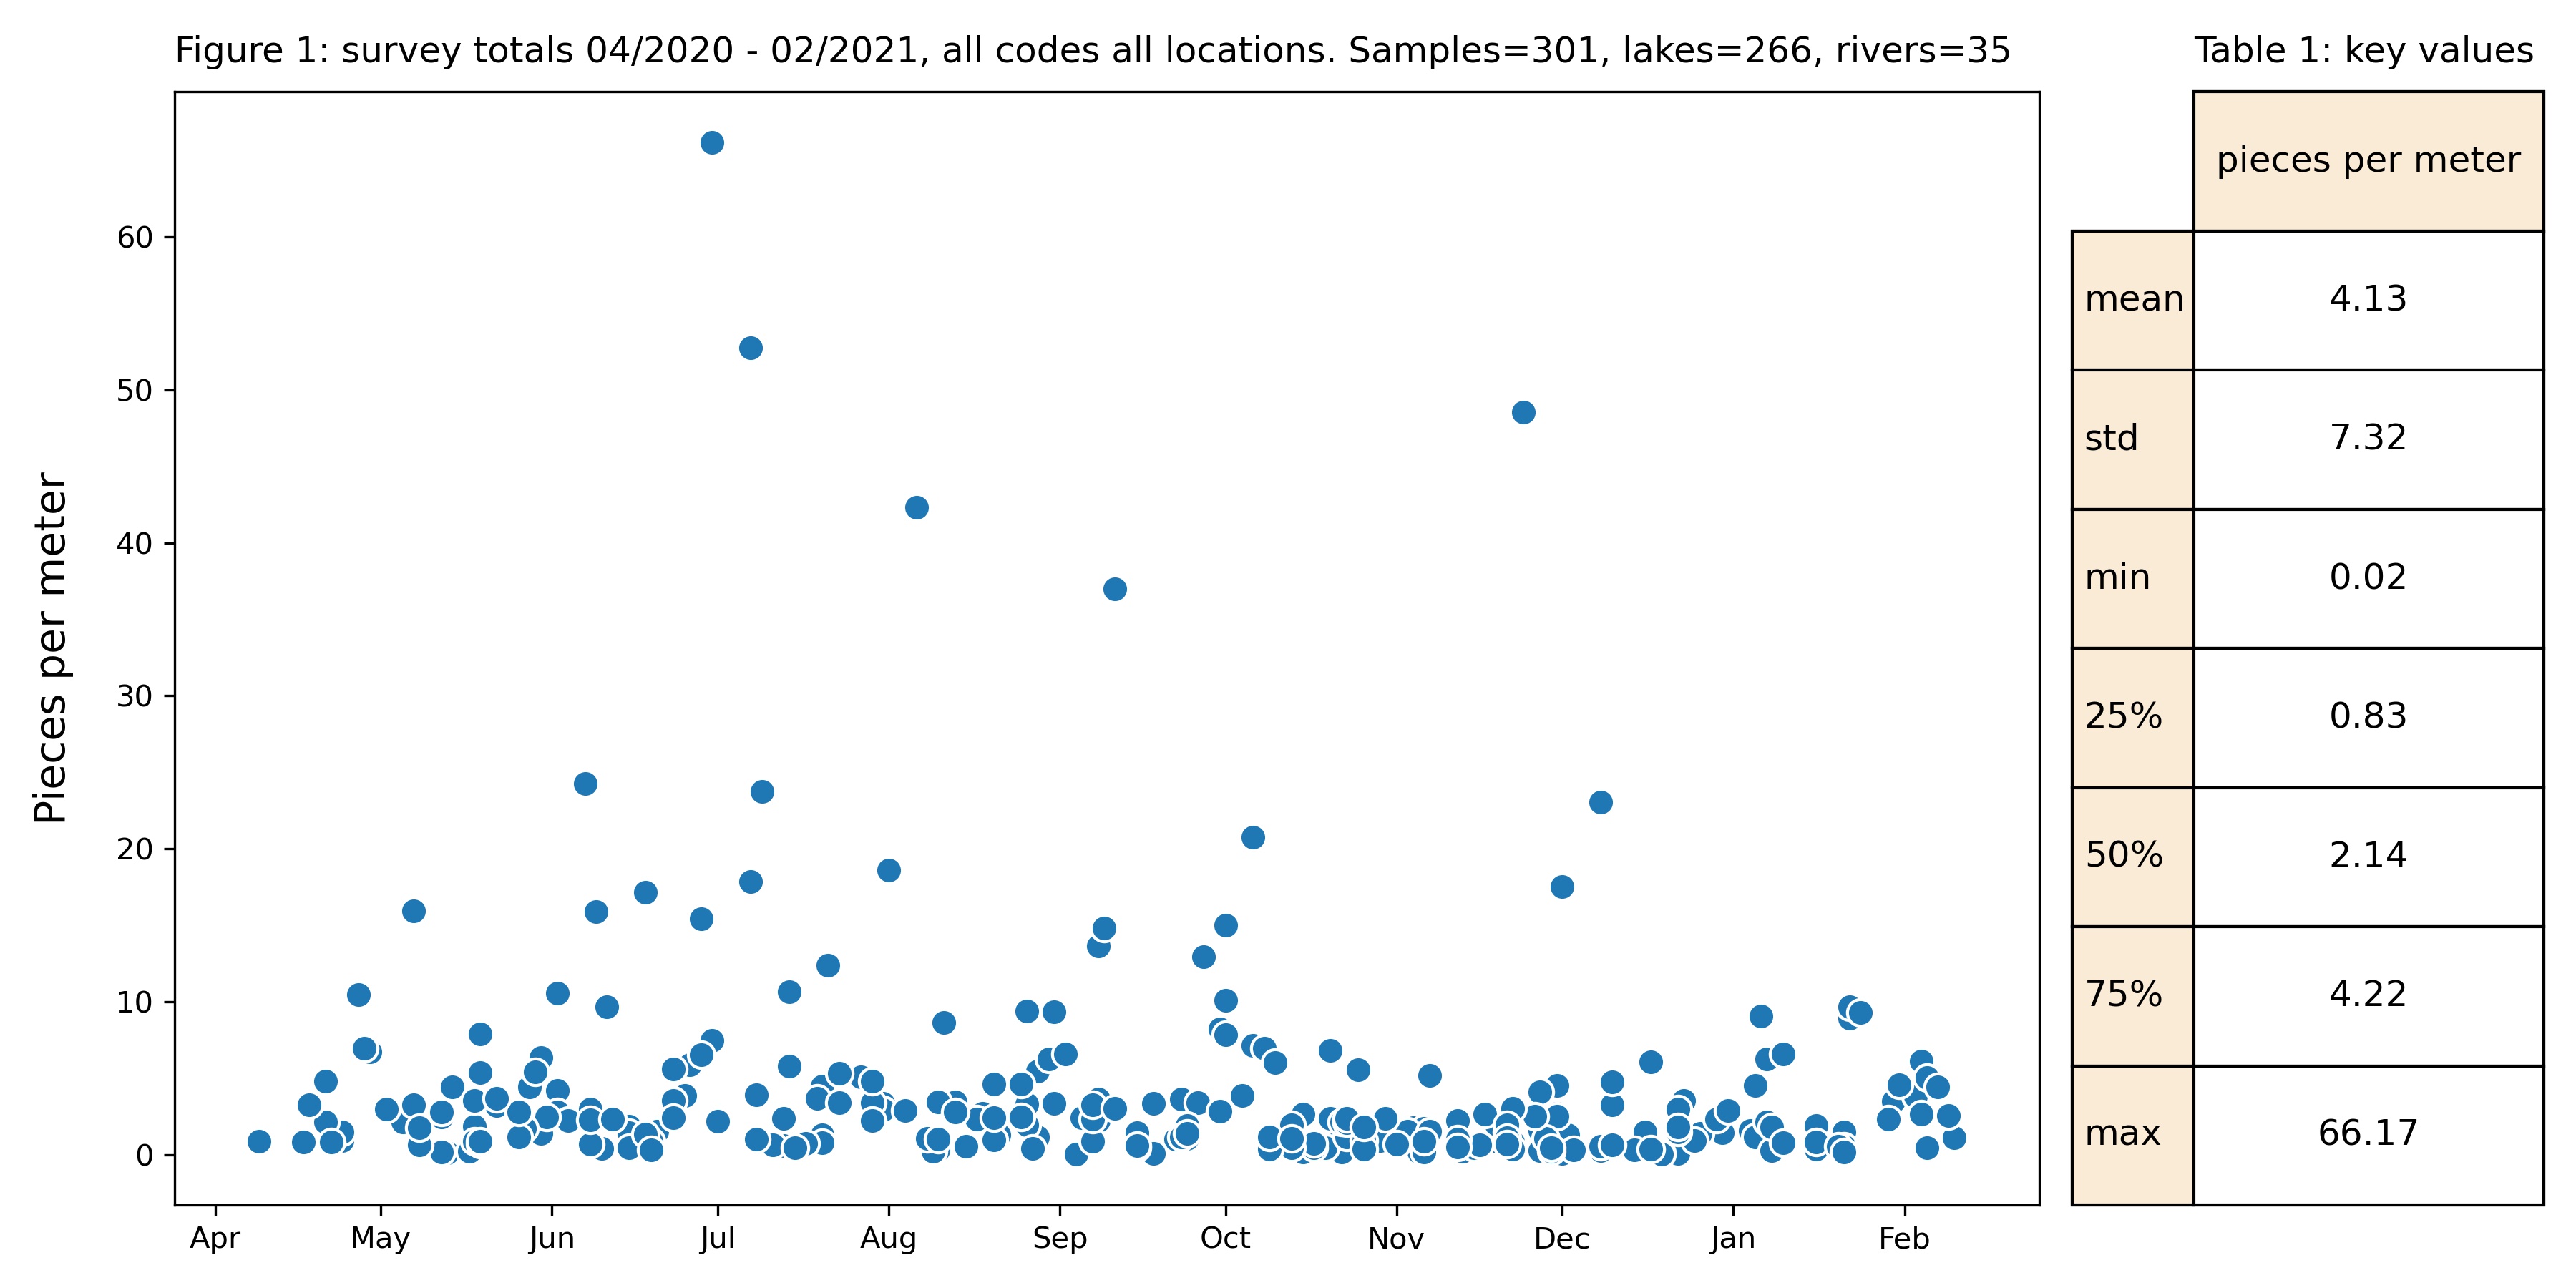 Figure 1: survey totals 04/2020 - 02/2021, all codes all locations. Samples=301, lakes=266, rivers=35
Pieces per meter
60
50
40
30
20
10
0
Apr May Jun Jul Aug Sep Oct Nov Dec Jan Feb
Table 1: key values
pieces per meter
mean 4.13
std 7.32
min 0.02
25% 0.83
50% 2.14
75% 4.22
max 66.17